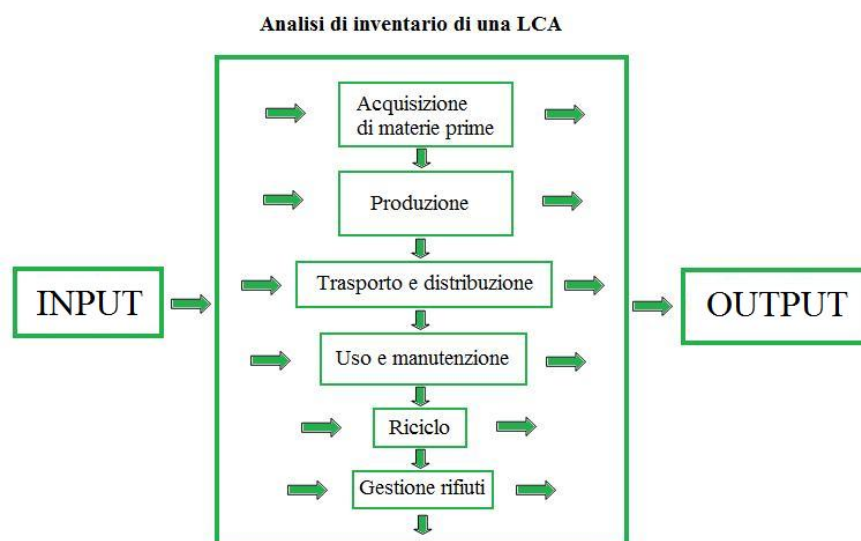 Analisi di inventario di una LCA
Acquisizione
di materie prime
Produzione
INPUT
Trasporto e distribuzione
OUTPUT
Uso e manutenzione
Riciclo
Gestione rifiuti